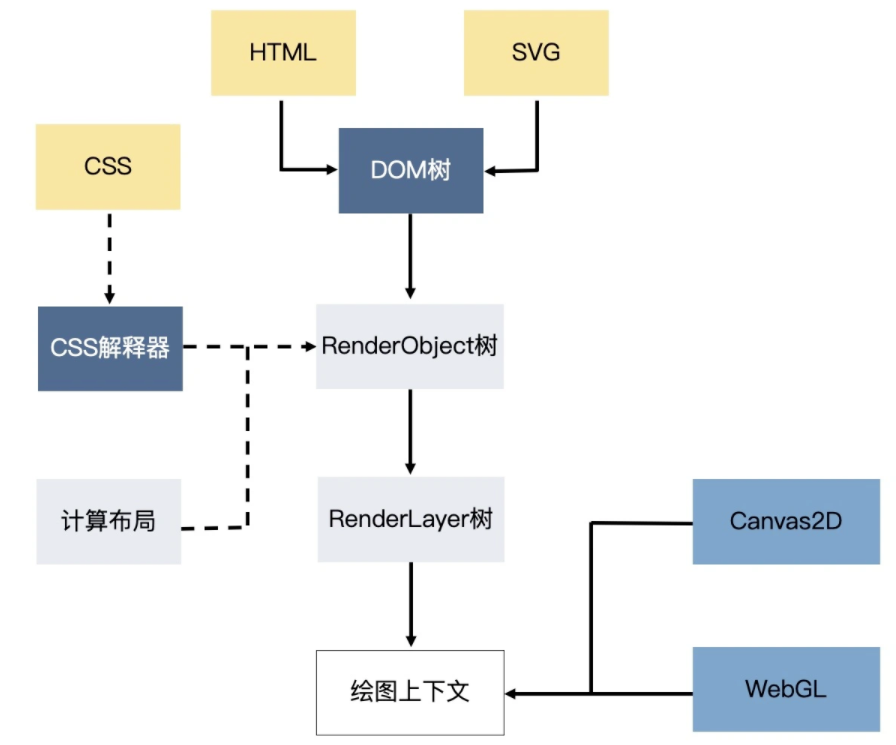 HTML
SVG
CSS
DOM树
CSS解释器
RenderObject树
计算布局
RenderLayer树
Canvas2D
绘图上下文
WebGL